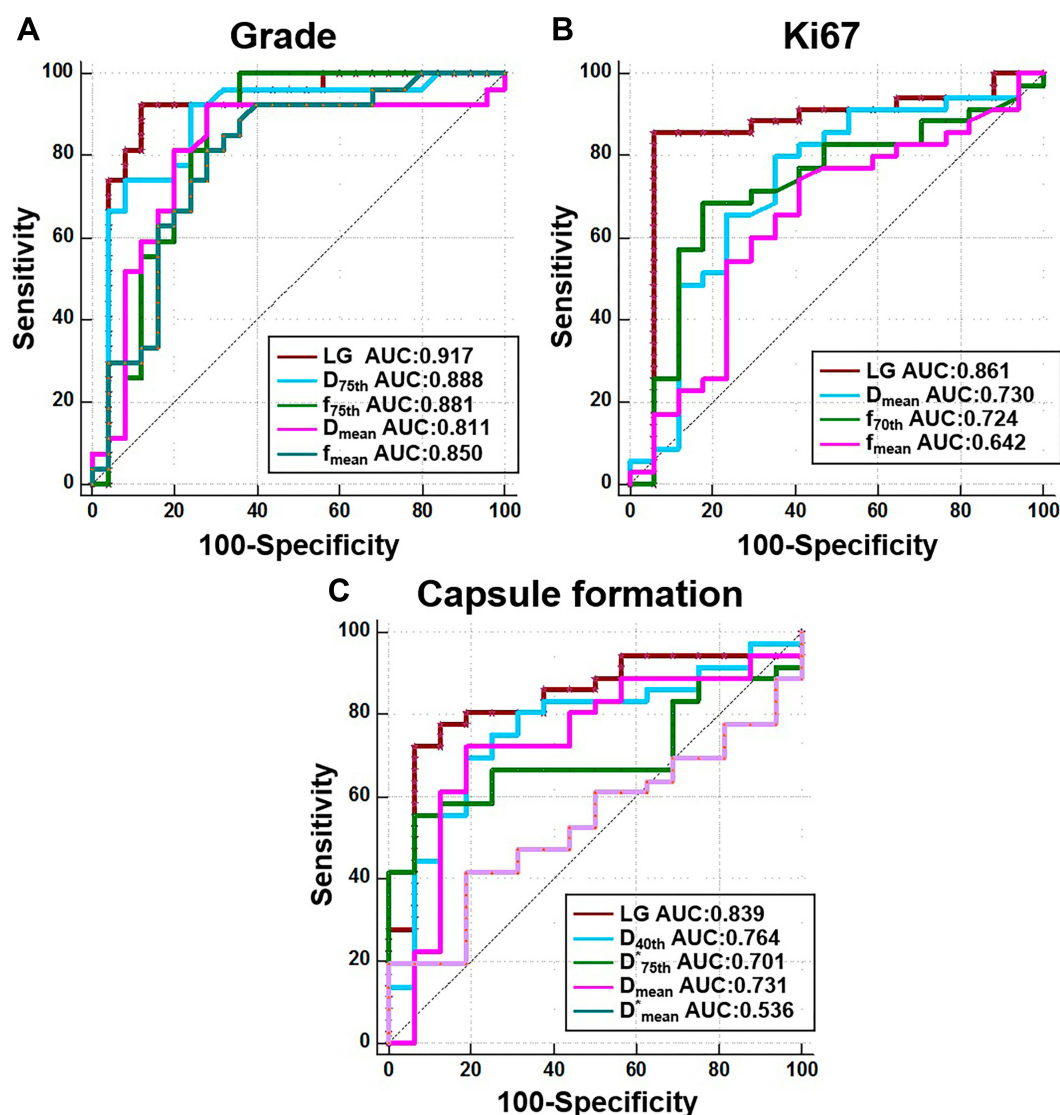 A
Grade
Sensitivity
100
80
60
40
20
0
LG AUC:0.917
D75th AUC:0.888
f75th AUC:0.881
Dmean AUC:0.811
fmean AUC:0.850
0 20 40 60 80 100
100-Specificity
B
Ki67
Sensitivity
100
80
60
40
20
0
LG AUC:0.861
Dmean AUC:0.730
f70th AUC:0.724
fmean AUC:0.642
0 20 40 60 80 100
100-Specificity
C
Capsule formation
Sensitivity
100
80
60
40
20
0
LG AUC:0.839
D40th AUC:0.764
D*75th AUC:0.701
Dmean AUC:0.731
D*mean AUC:0.536
0 20 40 60 80 100
100-Specificity